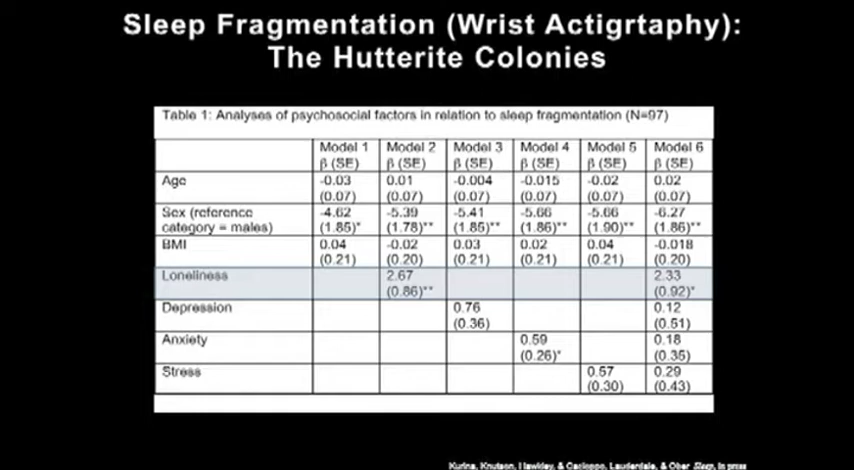 Sleep Fragmentation (Wrist Actigrtaphy):
The Hutterite Colonies
Table 1: Analyses of psychosocial factors in relation to sleep fragmentation (N=97)
Model 1 Model 2 Model 3 Model 4 Model 5 Model 6
β (SE) β (SE) β (SE) β (SE) β (SE) β (SE)
Age -0.03 0.01 -0.004 -0.015 -0.02 0.02
(0.07) (0.07) (0.07) (0.07) (0.07) (0.07)
Sex (reference -4.62 -5.39 -5.41 -5.66 -5.66 -6.27
category = males) (1.85)* (1.78)** (1.85)** (1.86)** (1.90)** (1.86)**
BMI 0.04 -0.02 0.03 0.02 0.04 -0.018
(0.21) (0.20) (0.21) (0.21) (0.21) (0.20)
Loneliness 2.67 2.33
(0.86)** (0.92)*
Depression 0.76 0.12
(0.36) (0.51)
Anxiety 0.59 0.18
(0.26)* (0.35)
Stress 0.57 0.29
(0.30) (0.43)
Kurina, Knutson, Hawkley, & Cacioppo, Lauderdale, & Ober Sleep, in press